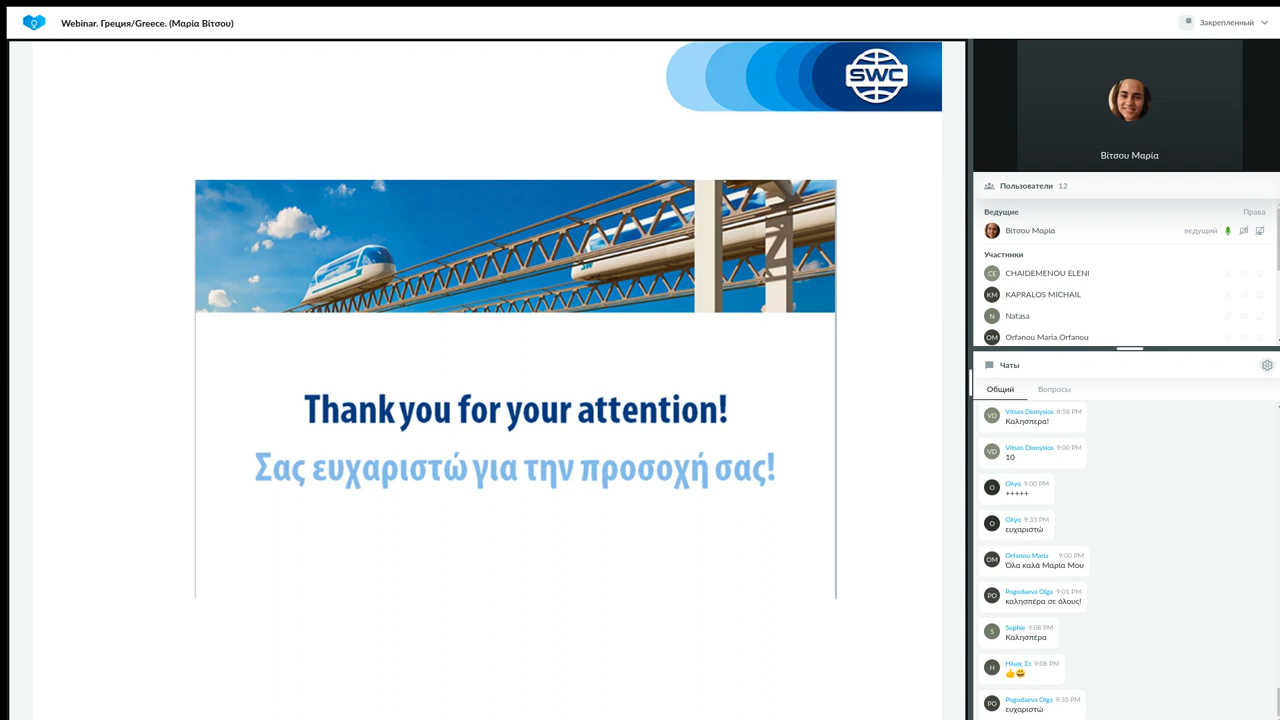 Webinar. Греция/Greece. (Μαρία Βίτσου)
Закрепленный
SWC
Thank you for your attention!
Σας ευχαριστώ για την προσοχή σας!
Βίτσου Μαρία
Пользователи 12
Ведущие Права
Βίτσου Μαρία ведущий
Участники
CE CHAIDEMENOU ELENI
KM KAPRALOS MICHAIL
N Natasa
OM Orfanou Maria Orfanou
Чаты
Общий Вопросы
VD Vitsos Dionysios 8:58 PM
Καλησπερα!
VD Vitsos Dionysios 9:00 PM
10
O Όλγα 9:00 PM
+++++
O Όλγα 9:33 PM
ευχαριστώ
OM Orfanou Maria 9:00 PM
Όλα καλά Μαρία Μου
PO Pogodaeva Olga 9:01 PM
καλησπέρα σε όλους!
S Sophie 9:08 PM
Καλησπέρα
Η Ηλιας Στ 9:08 PM
👍😀
PO Pogodaeva Olga 9:35 PM
ευχαριστώ